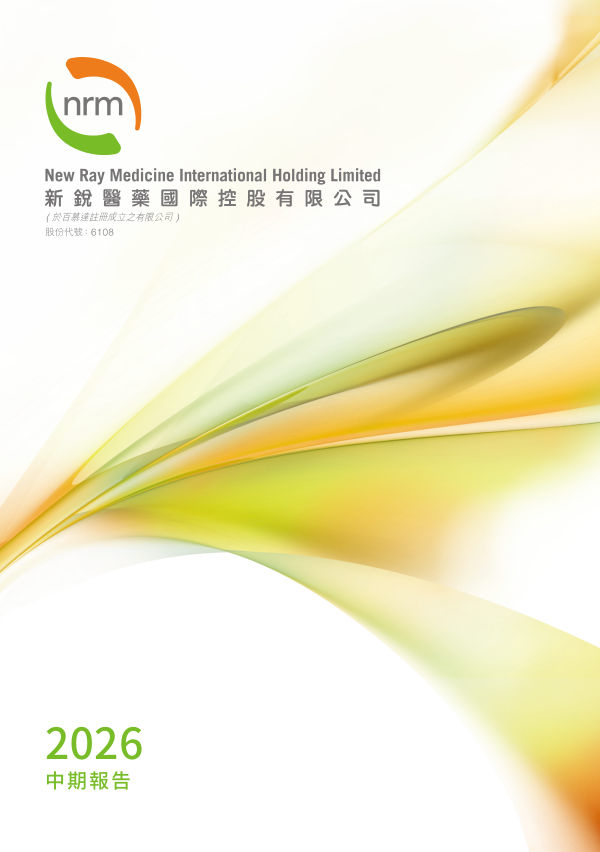 nrm
New Ray Medicine International Holding Limited
新銳醫藥國際控股有限公司
(於百慕達註冊成立之有限公司)
股份代號：6108
2026
中期報告